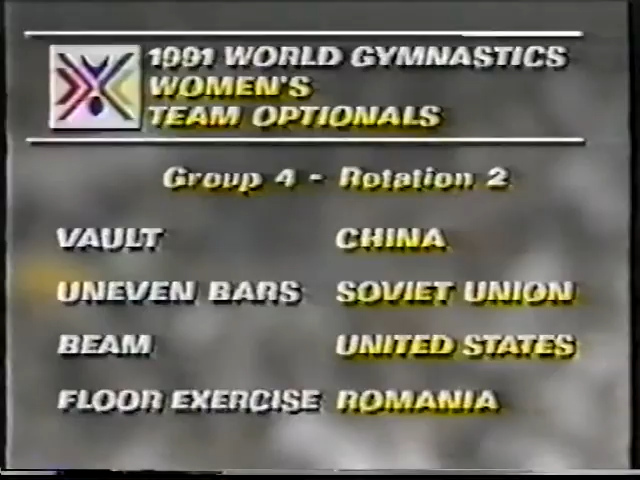 1991 WORLD GYMNASTICS
WOMEN'S
TEAM OPTIONALS
Group 4 - Rotation 2
VAULT CHINA
UNEVEN BARS SOVIET UNION
BEAM UNITED STATES
FLOOR EXERCISE ROMANIA